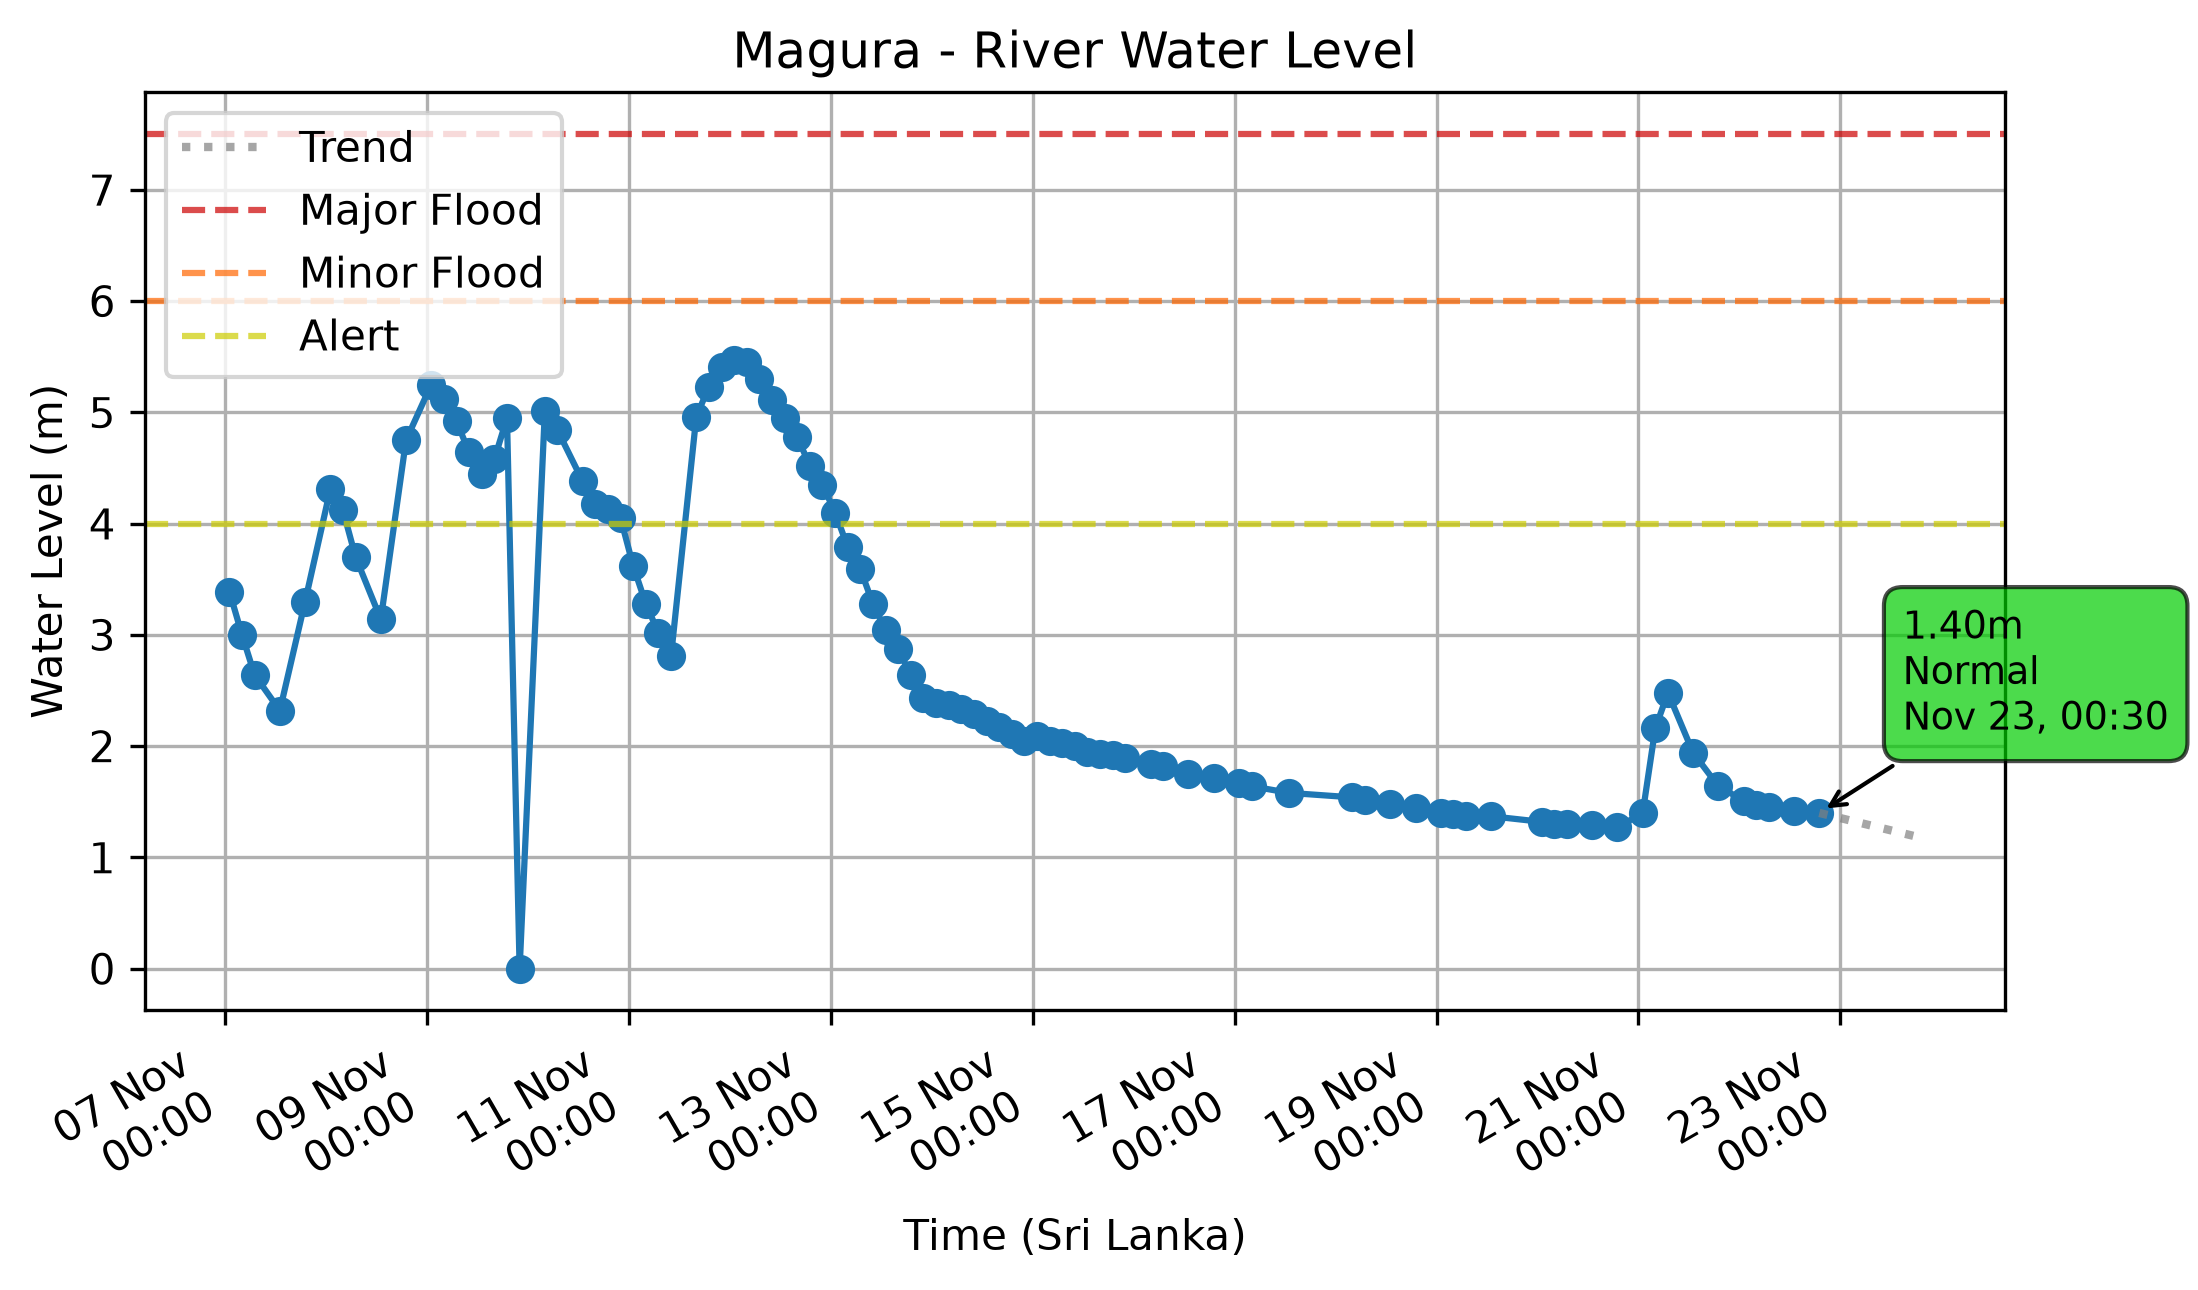 Magura - River Water Level
Trend
Major Flood
Minor Flood
Alert
Water Level (m)
7
6
5
4
3
2
1
0
1.40m
Normal
Nov 23, 00:30
07 Nov
00:00
09 Nov
00:00
11 Nov
00:00
13 Nov
00:00
15 Nov
00:00
17 Nov
00:00
19 Nov
00:00
21 Nov
00:00
23 Nov
00:00
Time (Sri Lanka)